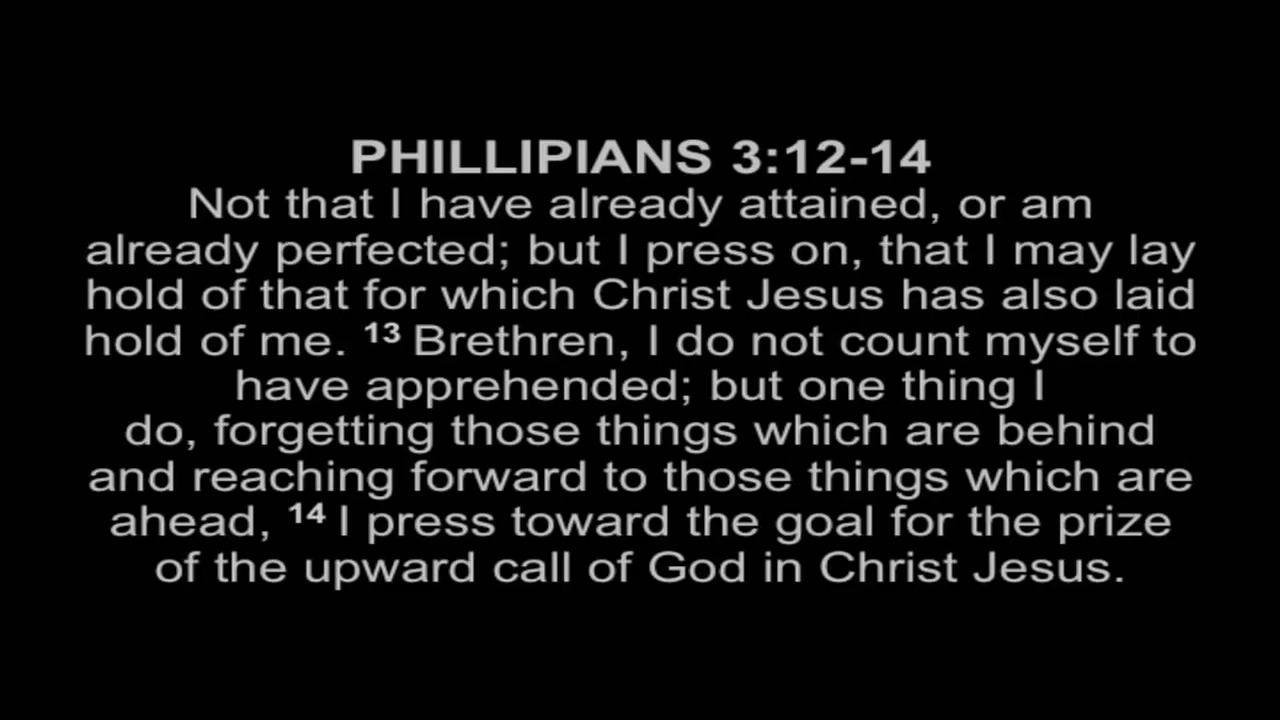 PHILLIPIANS 3:12-14
Not that I have already attained, or am
already perfected; but I press on, that I may lay
hold of that for which Christ Jesus has also laid
hold of me. 13 Brethren, I do not count myself to
have apprehended; but one thing I
do, forgetting those things which are behind
and reaching forward to those things which are
ahead, 14 I press toward the goal for the prize
of the upward call of God in Christ Jesus.